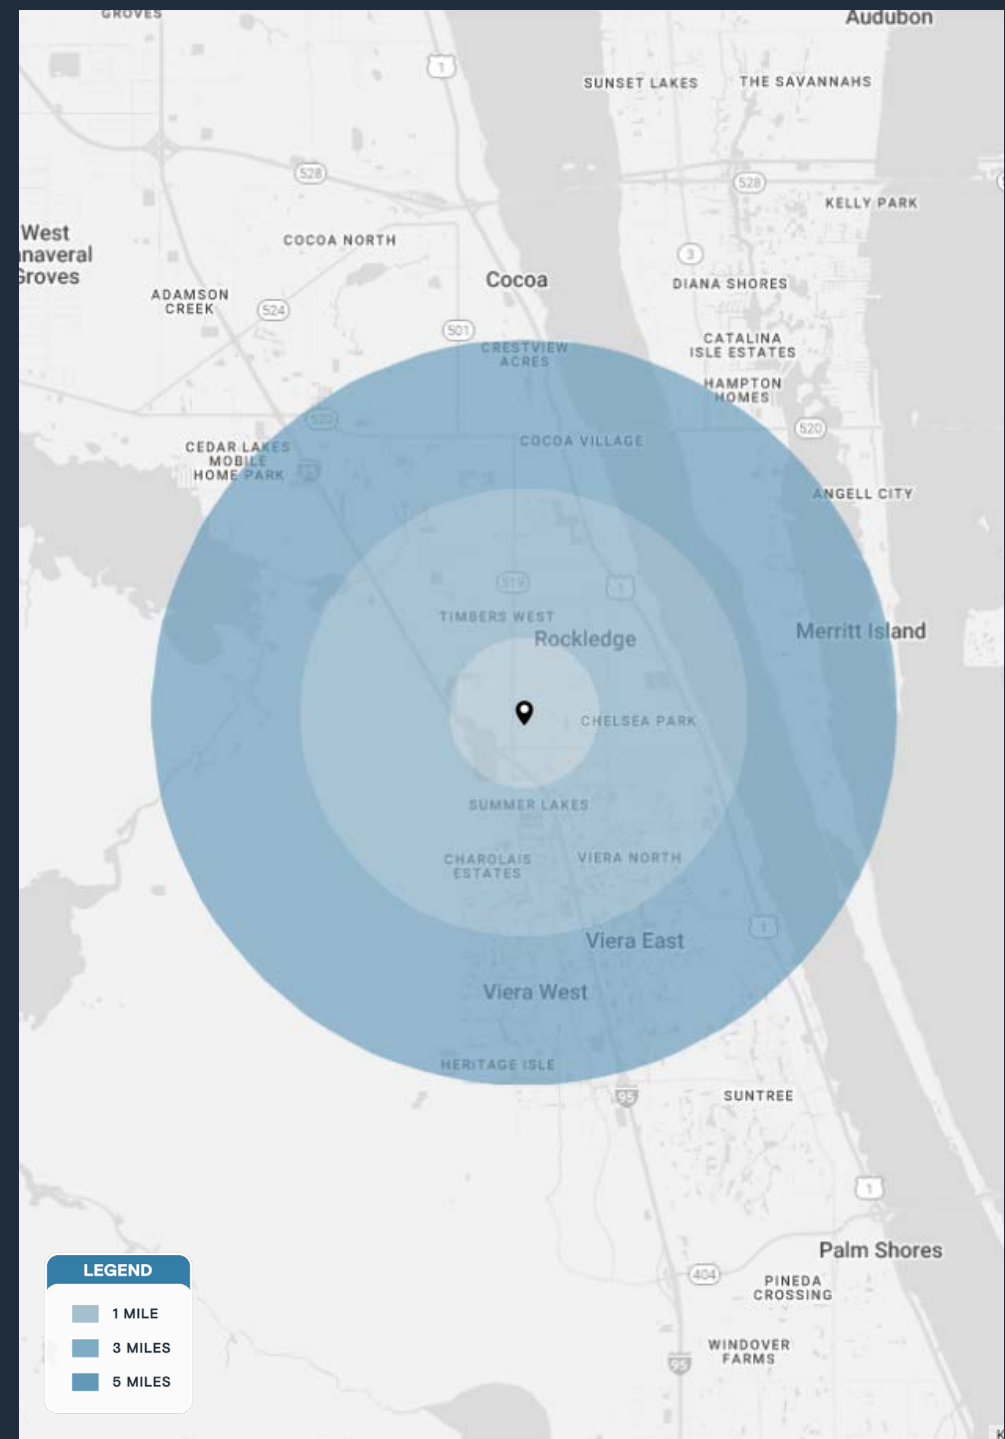 GROVES
Audubon
1
SUNSET LAKES
THE SAVANNAHS
528
528
KELLY PARK
West
naveral
Groves
COCOA NORTH
3
Cocoa
DIANA SHORES
ADAMSON
CREEK
524
501
CRESTVIEW
ACRES
CATALINA
ISLE ESTATES
HAMPTON
HOMES
520
520
COCOA VILLAGE
CEDAR LAKES
MOBILE
HOME PARK
95
ANGELL CITY
519
1
TIMBERS WEST
Rockledge
Merritt Island
CHELSEA PARK
SUMMER LAKES
CHAROLAIS
ESTATES
VIERA NORTH
1
Viera East
Viera West
HERITAGE ISLE
95
SUNTREE
1
Palm Shores
404
PINEDA
CROSSING
WINDOVER
FARMS
95
LEGEND
1 MILE
3 MILES
5 MILES